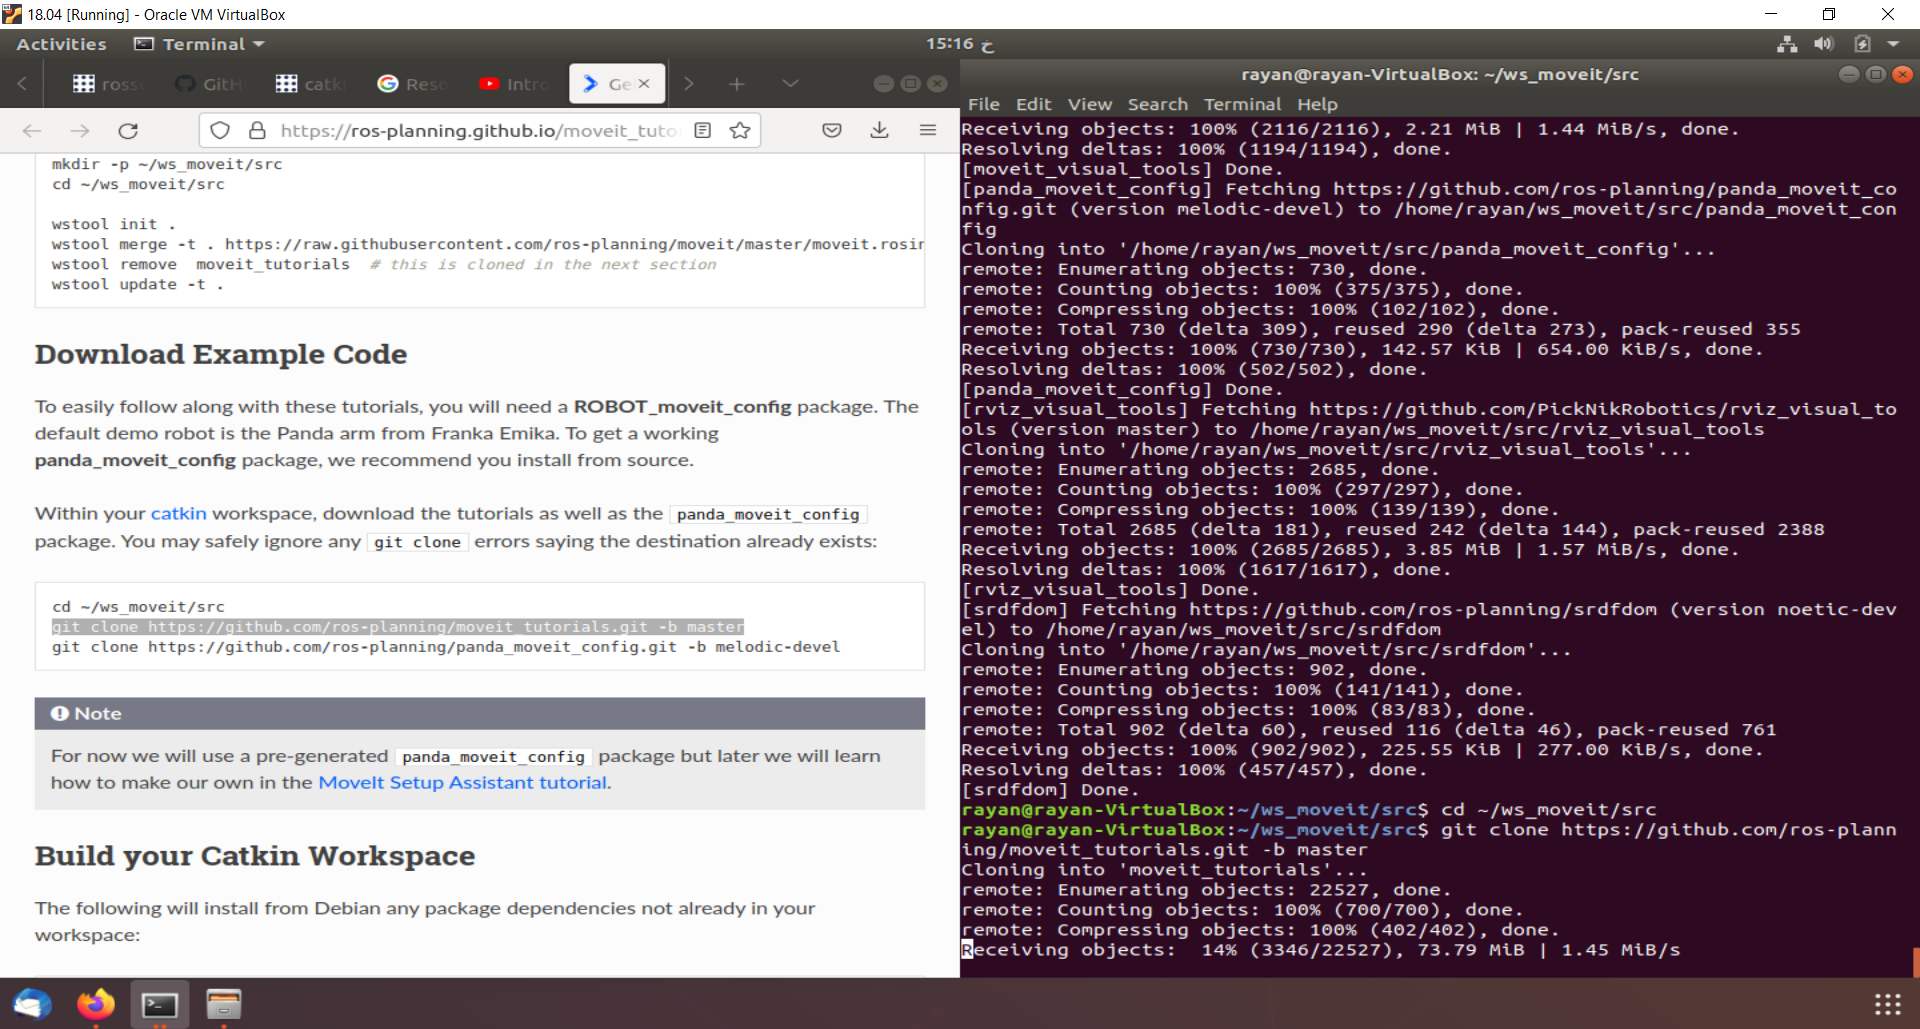 18.04 [Running] - Oracle VM VirtualBox
Activities Terminal 15:16 خ
ross GitH catki Reso Intro Ge
https://ros-planning.github.io/moveit_tuto
mkdir -p ~/ws_moveit/src
cd ~/ws_moveit/src
wstool init .
wstool merge -t . https://raw.githubusercontent.com/ros-planning/moveit/master/moveit.rosin
wstool remove  moveit_tutorials  # this is cloned in the next section
wstool update -t .
Download Example Code
To easily follow along with these tutorials, you will need a ROBOT_moveit_config package. The
default demo robot is the Panda arm from Franka Emika. To get a working
panda_moveit_config package, we recommend you install from source.
Within your catkin workspace, download the tutorials as well as the panda_moveit_config
package. You may safely ignore any git clone errors saying the destination already exists:
cd ~/ws_moveit/src
git clone https://github.com/ros-planning/moveit_tutorials.git -b master
git clone https://github.com/ros-planning/panda_moveit_config.git -b melodic-devel
Note
For now we will use a pre-generated panda_moveit_config package but later we will learn
how to make our own in the MoveIt Setup Assistant tutorial.
Build your Catkin Workspace
The following will install from Debian any package dependencies not already in your
workspace:
rayan@rayan-VirtualBox: ~/ws_moveit/src
File Edit View Search Terminal Help
Receiving objects: 100% (2116/2116), 2.21 MiB | 1.44 MiB/s, done.
Resolving deltas: 100% (1194/1194), done.
[moveit_visual_tools] Done.
[panda_moveit_config] Fetching https://github.com/ros-planning/panda_moveit_co
nfig.git (version melodic-devel) to /home/rayan/ws_moveit/src/panda_moveit_con
fig
Cloning into '/home/rayan/ws_moveit/src/panda_moveit_config'...
remote: Enumerating objects: 730, done.
remote: Counting objects: 100% (375/375), done.
remote: Compressing objects: 100% (102/102), done.
remote: Total 730 (delta 309), reused 290 (delta 273), pack-reused 355
Receiving objects: 100% (730/730), 142.57 KiB | 654.00 KiB/s, done.
Resolving deltas: 100% (502/502), done.
[panda_moveit_config] Done.
[rviz_visual_tools] Fetching https://github.com/PickNikRobotics/rviz_visual_to
ols (version master) to /home/rayan/ws_moveit/src/rviz_visual_tools
Cloning into '/home/rayan/ws_moveit/src/rviz_visual_tools'...
remote: Enumerating objects: 2685, done.
remote: Counting objects: 100% (297/297), done.
remote: Compressing objects: 100% (139/139), done.
remote: Total 2685 (delta 181), reused 242 (delta 144), pack-reused 2388
Receiving objects: 100% (2685/2685), 3.85 MiB | 1.57 MiB/s, done.
Resolving deltas: 100% (1617/1617), done.
[rviz_visual_tools] Done.
[srdfdom] Fetching https://github.com/ros-planning/srdfdom (version noetic-dev
el) to /home/rayan/ws_moveit/src/srdfdom
Cloning into '/home/rayan/ws_moveit/src/srdfdom'...
remote: Enumerating objects: 902, done.
remote: Counting objects: 100% (141/141), done.
remote: Compressing objects: 100% (83/83), done.
remote: Total 902 (delta 60), reused 116 (delta 46), pack-reused 761
Receiving objects: 100% (902/902), 225.55 KiB | 277.00 KiB/s, done.
Resolving deltas: 100% (457/457), done.
[srdfdom] Done.
rayan@rayan-VirtualBox:~/ws_moveit/src$ cd ~/ws_moveit/src
rayan@rayan-VirtualBox:~/ws_moveit/src$ git clone https://github.com/ros-plann
ing/moveit_tutorials.git -b master
Cloning into 'moveit_tutorials'...
remote: Enumerating objects: 22527, done.
remote: Counting objects: 100% (700/700), done.
remote: Compressing objects: 100% (402/402), done.
Receiving objects:  14% (3346/22527), 73.79 MiB | 1.45 MiB/s